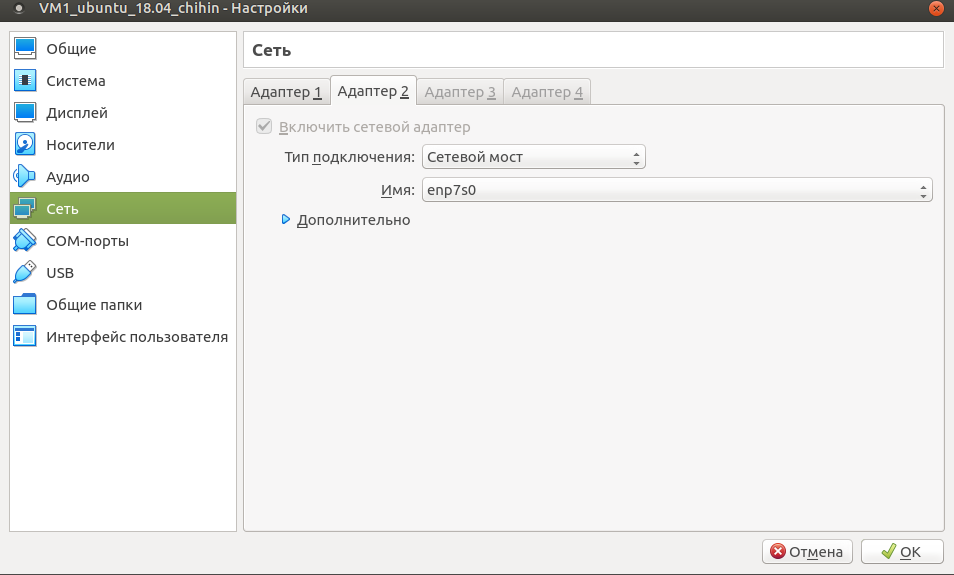 VM1_ubuntu_18.04_chihin - Настройки
Общие
Система
Дисплей
Носители
Аудио
Сеть
COM-порты
USB
Общие папки
Интерфейс пользователя
Сеть
Адаптер 1 Адаптер 2 Адаптер 3 Адаптер 4
Включить сетевой адаптер
Тип подключения: Сетевой мост
Имя: enp7s0
Дополнительно
Отмена OK